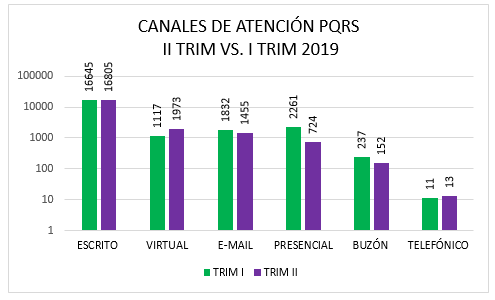 CANALES DE ATENCIÓN PQRS
II TRIM VS. I TRIM 2019
100000
10000
1000
100
10
1
16645
16805
1117
1973
1832
1455
2261
724
237
152
11
13
ESCRITO
VIRTUAL
E-MAIL
PRESENCIAL
BUZÓN
TELEFÓNICO
TRIM I
TRIM II